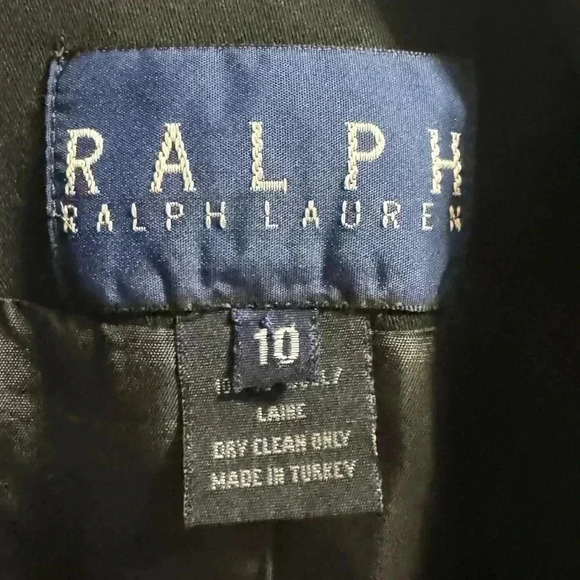 RALPH
RALPH LAUREN
10
LAINE
DRY CLEAN ONLY
MADE IN TURKEY